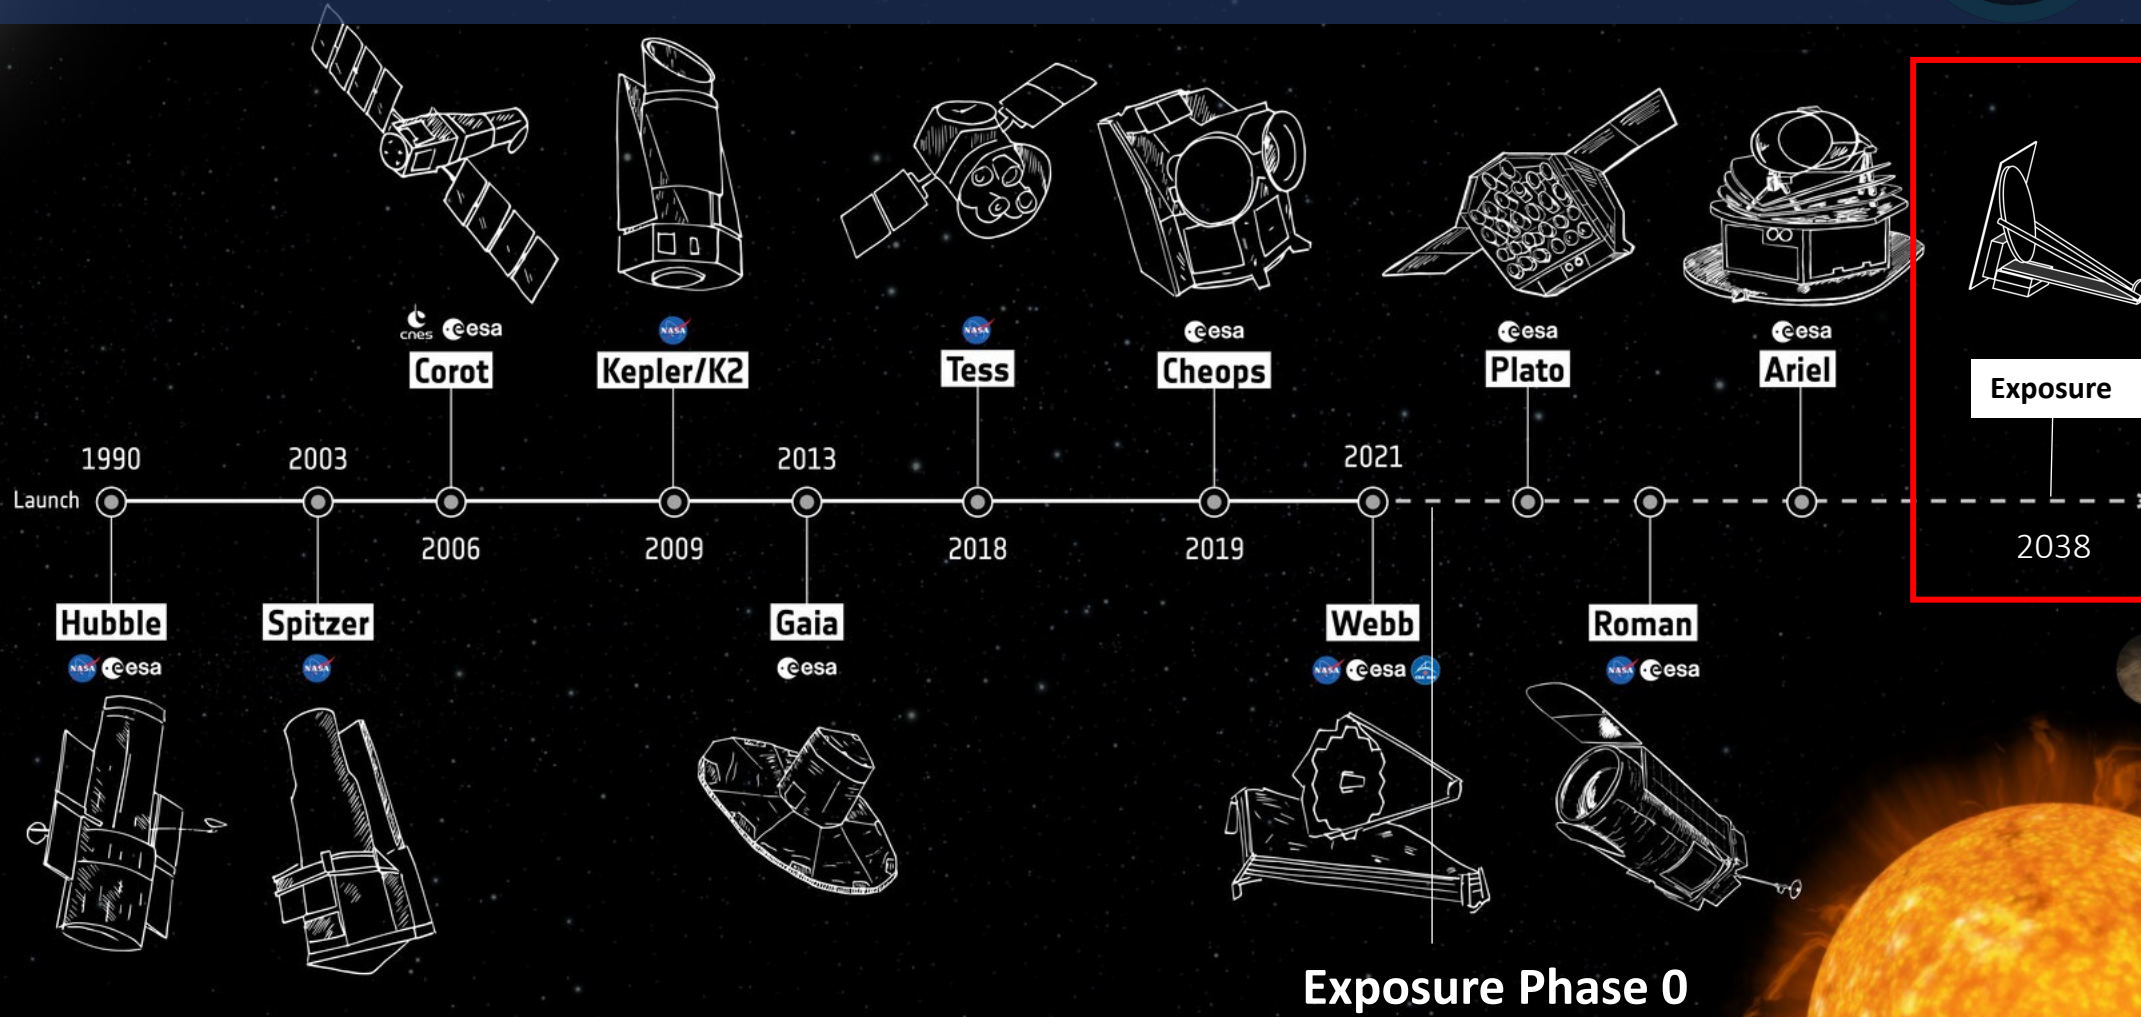 cnes esa
NASA
NASA
esa
esa
esa
Corot
Kepler/K2
Tess
Cheops
Plato
Ariel
Exposure
1990
2003
2013
2021
Launch
2006
2009
2018
2019
2038
Hubble
Spitzer
Gaia
Webb
Roman
NASA esa
NASA
esa
NASA esa
NASA esa
Exposure Phase 0